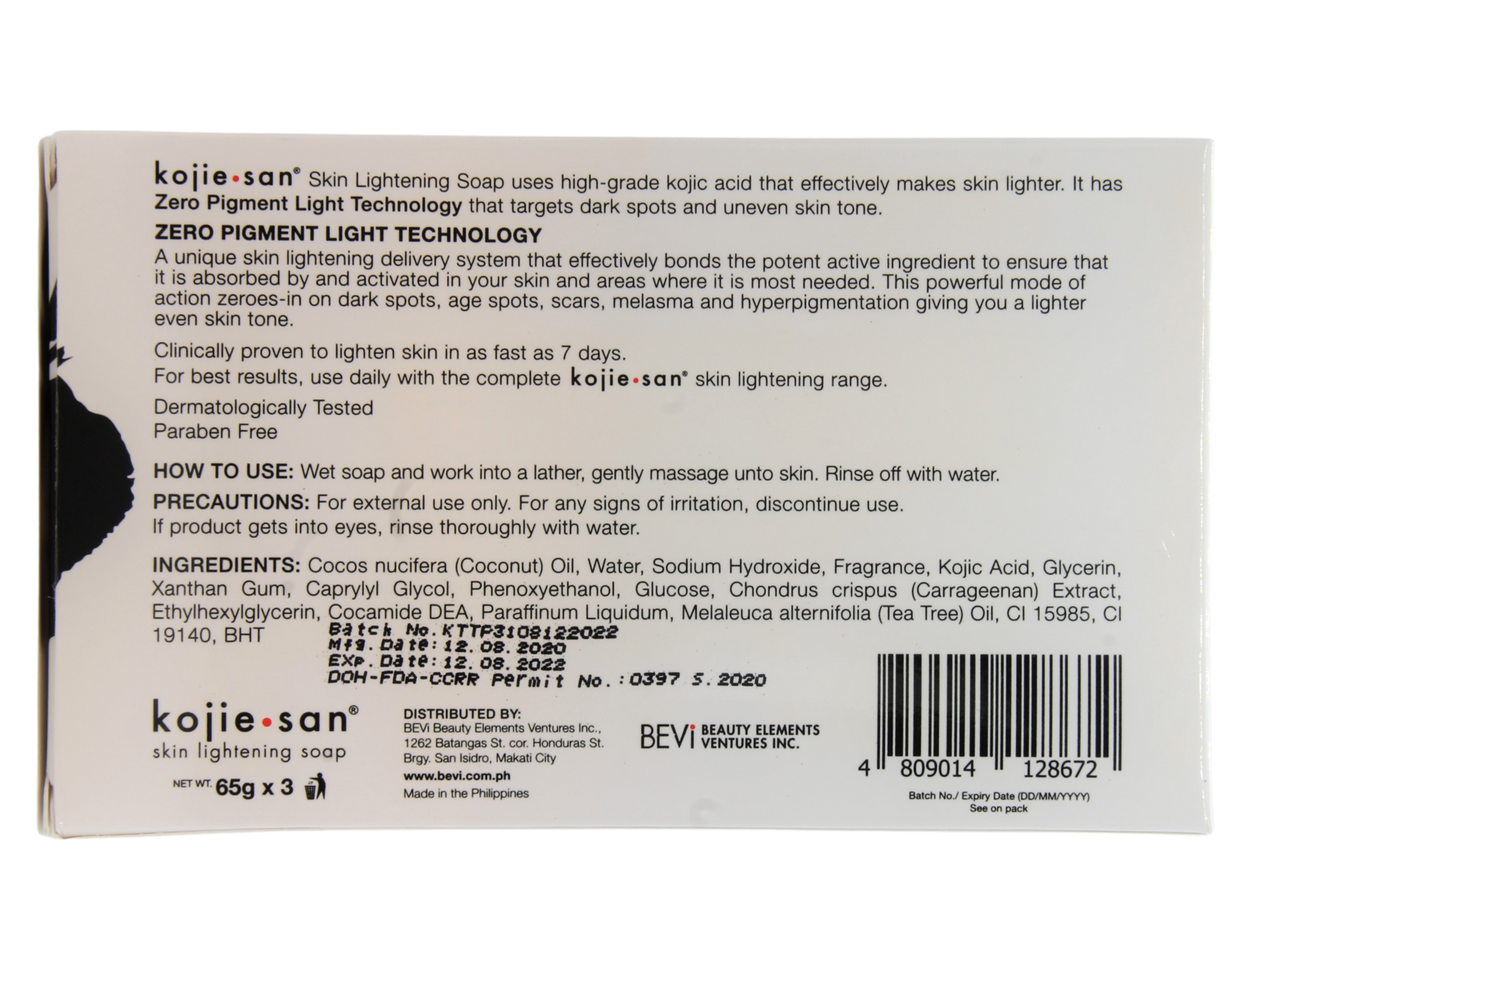 kojie•san® Skin Lightening Soap uses high-grade kojic acid that effectively makes skin lighter. It has
Zero Pigment Light Technology that targets dark spots and uneven skin tone.
ZERO PIGMENT LIGHT TECHNOLOGY
A unique skin lightening delivery system that effectively bonds the potent active ingredient to ensure that
it is absorbed by and activated in your skin and areas where it is most needed. This powerful mode of
action zeroes-in on dark spots, age spots, scars, melasma and hyperpigmentation giving you a lighter
even skin tone.
Clinically proven to lighten skin in as fast as 7 days.
For best results, use daily with the complete kojie•san® skin lightening range.
Dermatologically Tested
Paraben Free
HOW TO USE: Wet soap and work into a lather, gently massage unto skin. Rinse off with water.
PRECAUTIONS: For external use only. For any signs of irritation, discontinue use.
If product gets into eyes, rinse thoroughly with water.
INGREDIENTS: Cocos nucifera (Coconut) Oil, Water, Sodium Hydroxide, Fragrance, Kojic Acid, Glycerin,
Xanthan Gum, Caprylyl Glycol, Phenoxyethanol, Glucose, Chondrus crispus (Carrageenan) Extract,
Ethylhexylglycerin, Cocamide DEA, Paraffinum Liquidum, Melaleuca alternifolia (Tea Tree) Oil, CI 15985, CI
19140, BHT
Batch No. KTTP3108122022
Mfg. Date: 12.08.2020
EXP. Date: 12.08.2022
DOH-FDA-CCRR Permit No.: 0397 S.2020
kojie•san®
skin lightening soap
NET WT. 65g x 3
DISTRIBUTED BY:
BEVi Beauty Elements Ventures Inc.,
1262 Batangas St. cor. Honduras St.
Brgy. San Isidro, Makati City
www.bevi.com.ph
Made in the Philippines
BEVi BEAUTY ELEMENTS
VENTURES INC.
4 809014 128672
Batch No./ Expiry Date (DD/MM/YYYY)
See on pack